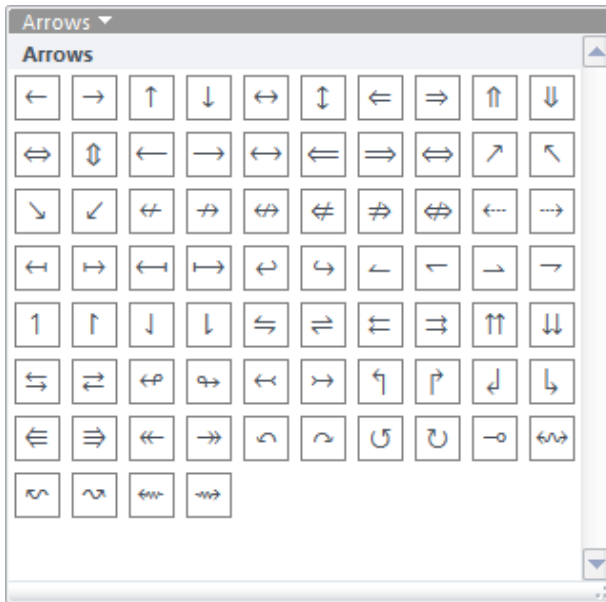 Arrows ▼
Arrows
← → ↑ ↓ ↔ ↕ ⇐ ⇒ ⇑ ⇓
⇔ ⇕ ⟵ ⟶ ⟷ ⟸ ⟹ ⟺ ↗ ↖
↘ ↙ ↚ ↛ ↮ ⇍ ⇏ ⇎ ⇠ ⇢
↤ ↦ ⟻ ⟼ ↩ ↪ ↼ ↽ ⇀ ⇁
↿ ↾ ⇃ ⇂ ⇋ ⇌ ⇇ ⇉ ⇈ ⇊
⇆ ⇄ ↫ ↬ ↢ ↣ ↰ ↱ ↲ ↳
⇚ ⇛ ↞ ↠ ↶ ↷ ↺ ↻ ⊸ ↭
↜ ↝ ⇜ ⇝